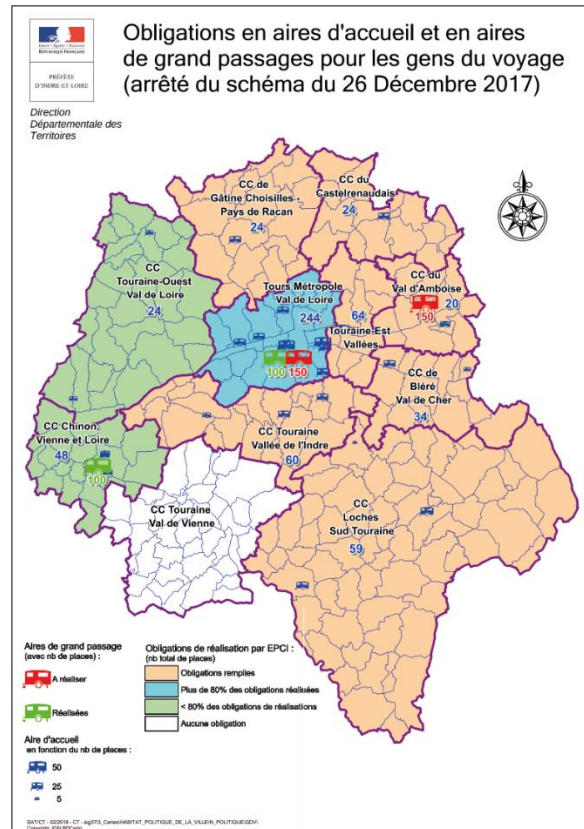 Liberté • Égalité • Fraternité
RÉPUBLIQUE FRANÇAISE
PRÉFÈTE
D'INDRE-ET-LOIRE
Direction
Départementale des
Territoires
Obligations en aires d'accueil et en aires
de grand passages pour les gens du voyage
(arrêté du schéma du 26 Décembre 2017)
CC de
Gâtine Choisilles -
Pays de Racan
24
CC du
Castelrenaudais
24
CC
Touraine-Ouest
Val de Loire
24
Tours Métropole
Val de Loire
244
100
150
64
Touraine-Est
Vallées
CC du
Val d'Amboise
20
150
CC de
Bléré
Val de Cher
34
CC Chinon,
Vienne et Loire
48
100
CC Touraine
Vallée de l'Indre
60
CC Touraine
Val de Vienne
CC
Loches
Sud Touraine
59
Aires de grand passage
(avec nb de places) :
A réaliser
Réalisées
Aire d'accueil
en fonction du nb de places :
50
25
5
Obligations de réalisation par EPCI :
(nb total de places)
Obligations remplies
Plus de 80% des obligations réalisées
< 80% des obligations de réalisations
Aucune obligation